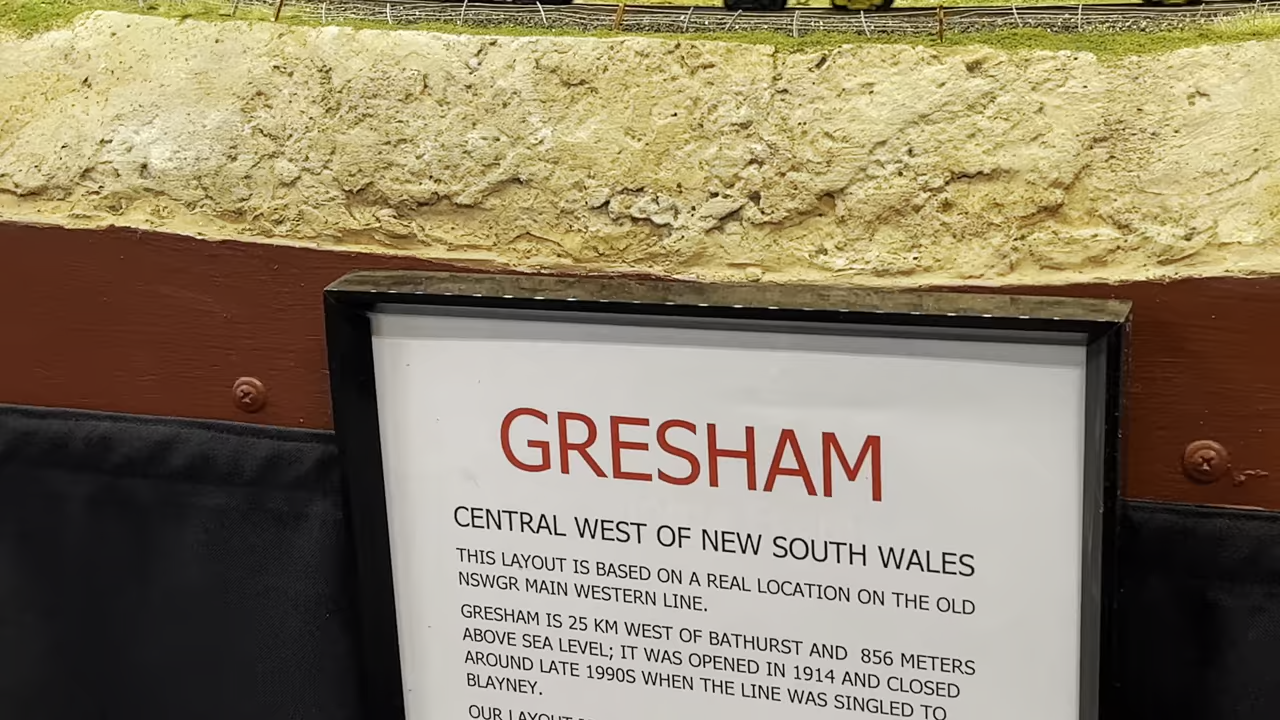 GRESHAM
CENTRAL WEST OF NEW SOUTH WALES
THIS LAYOUT IS BASED ON A REAL LOCATION ON THE OLD
NSWGR MAIN WESTERN LINE.
GRESHAM IS 25 KM WEST OF BATHURST AND 856 METERS
ABOVE SEA LEVEL; IT WAS OPENED IN 1914 AND CLOSED
AROUND LATE 1990S WHEN THE LINE WAS SINGLED TO
BLAYNEY.
OUR LAYOUT